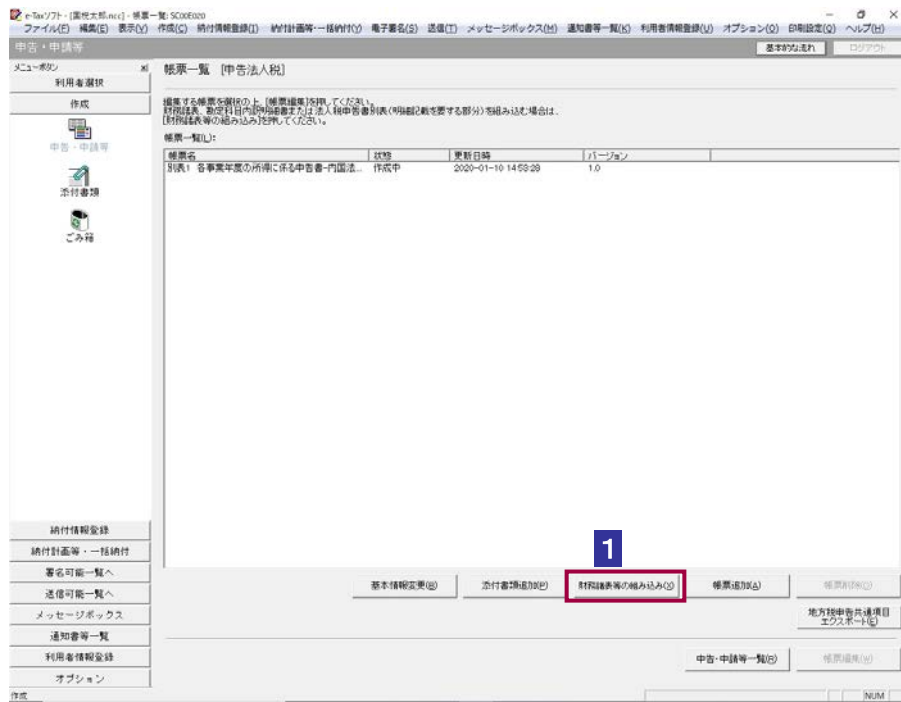 e-Taxソフト - [国税太郎.ncc] - 帳票一覧: SC00E020
ファイル(F) 編集(E) 表示(V) 作成(C) 納付情報登録(I) 納付計画等・一括納付(Y) 電子署名(S) 送信(T) メッセージボックス(M) 通知書等一覧(K) 利用者情報登録(U) オプション(O) 印刷設定(Q) ヘルプ(H)
申告・申請等
基本的な流れ
ログアウト
メニューボタン
利用者選択
作成
申告・申請等
添付書類
ごみ箱
帳票一覧 [申告法人税]
編集する帳票を選択の上、[帳票編集]を押してください。
財務諸表、勘定科目内訳明細書または法人税申告書別表(明細記載を要する部分)を組み込む場合は、
[財務諸表等の組み込み]を押してください。
帳票一覧(L):
帳票名 状態 更新日時 バージョン
別表1 各事業年度の所得に係る申告書-内国法... 作成中 2020-01-10 14:53:29 1.0
1
基本情報変更(B) 添付書類追加(P) 財務諸表等の組み込み(X) 帳票追加(A) 帳票削除(D)
地方税申告共通項目
エクスポート(E)
申告・申請等一覧(R) 帳票編集(W)
納付情報登録
納付計画等・一括納付
署名可能一覧へ
送信可能一覧へ
メッセージボックス
通知書等一覧
利用者情報登録
オプション
作成
NUM